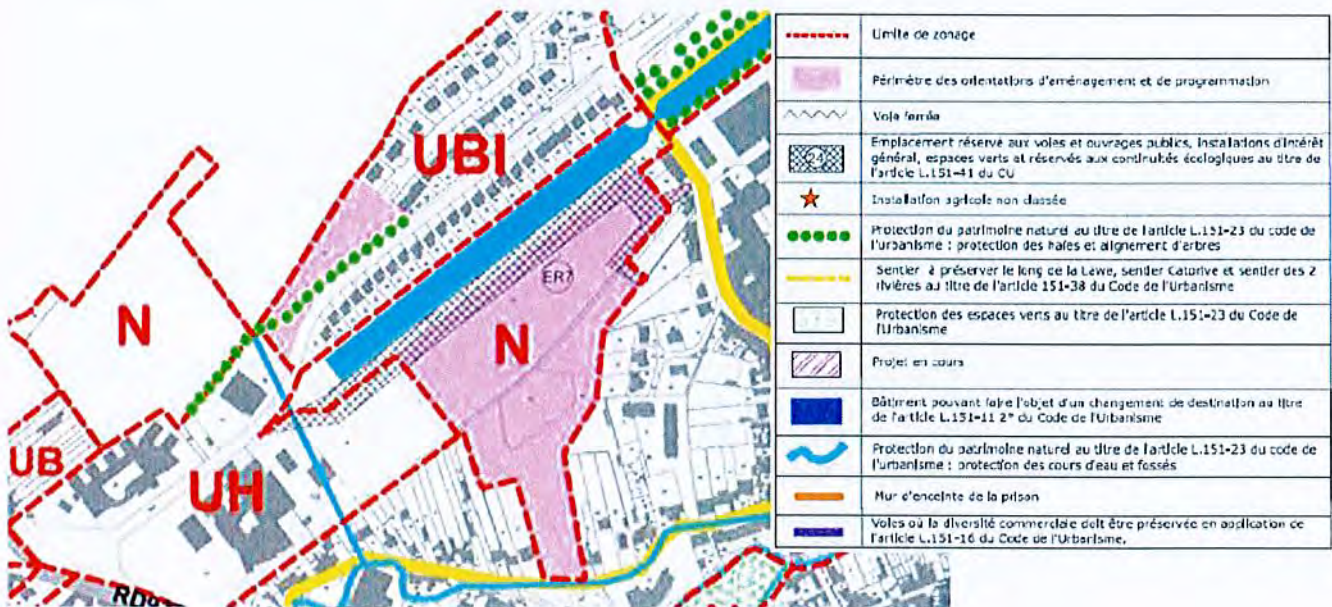 UBI
N
ER7
N
UB
UH
Limite de zonage
Périmètre des orientations d'aménagement et de programmation
Voie ferrée
24
Emplacement réservé aux voies et ouvrages publics, installations d'intérêt
général, espaces verts et réservés aux continuités écologiques au titre de
l'article L.151-41 du CU
Installation agricole non classée
Protection du patrimoine naturel au titre de l'article L.151-23 du code de
l'urbanisme : protection des haies et alignement d'arbres
Sentier à préserver le long de la Lawe, sentier Catorive et sentier des 2
rivières au titre de l'article 151-38 du Code de l'Urbanisme
Protection des espaces verts au titre de l'article L.151-23 du Code de
l'Urbanisme
Projet en cours
Bâtiment pouvant faire l'objet d'un changement de destination au titre
de l'article L.151-11 2° du Code de l'Urbanisme
Protection du patrimoine naturel au titre de l'article L.151-23 du code de
l'urbanisme : protection des cours d'eau et fossés
Mur d'enceinte de la prison
Voies où la diversité commerciale doit être préservée en application de
l'article L.151-16 du Code de l'Urbanisme.